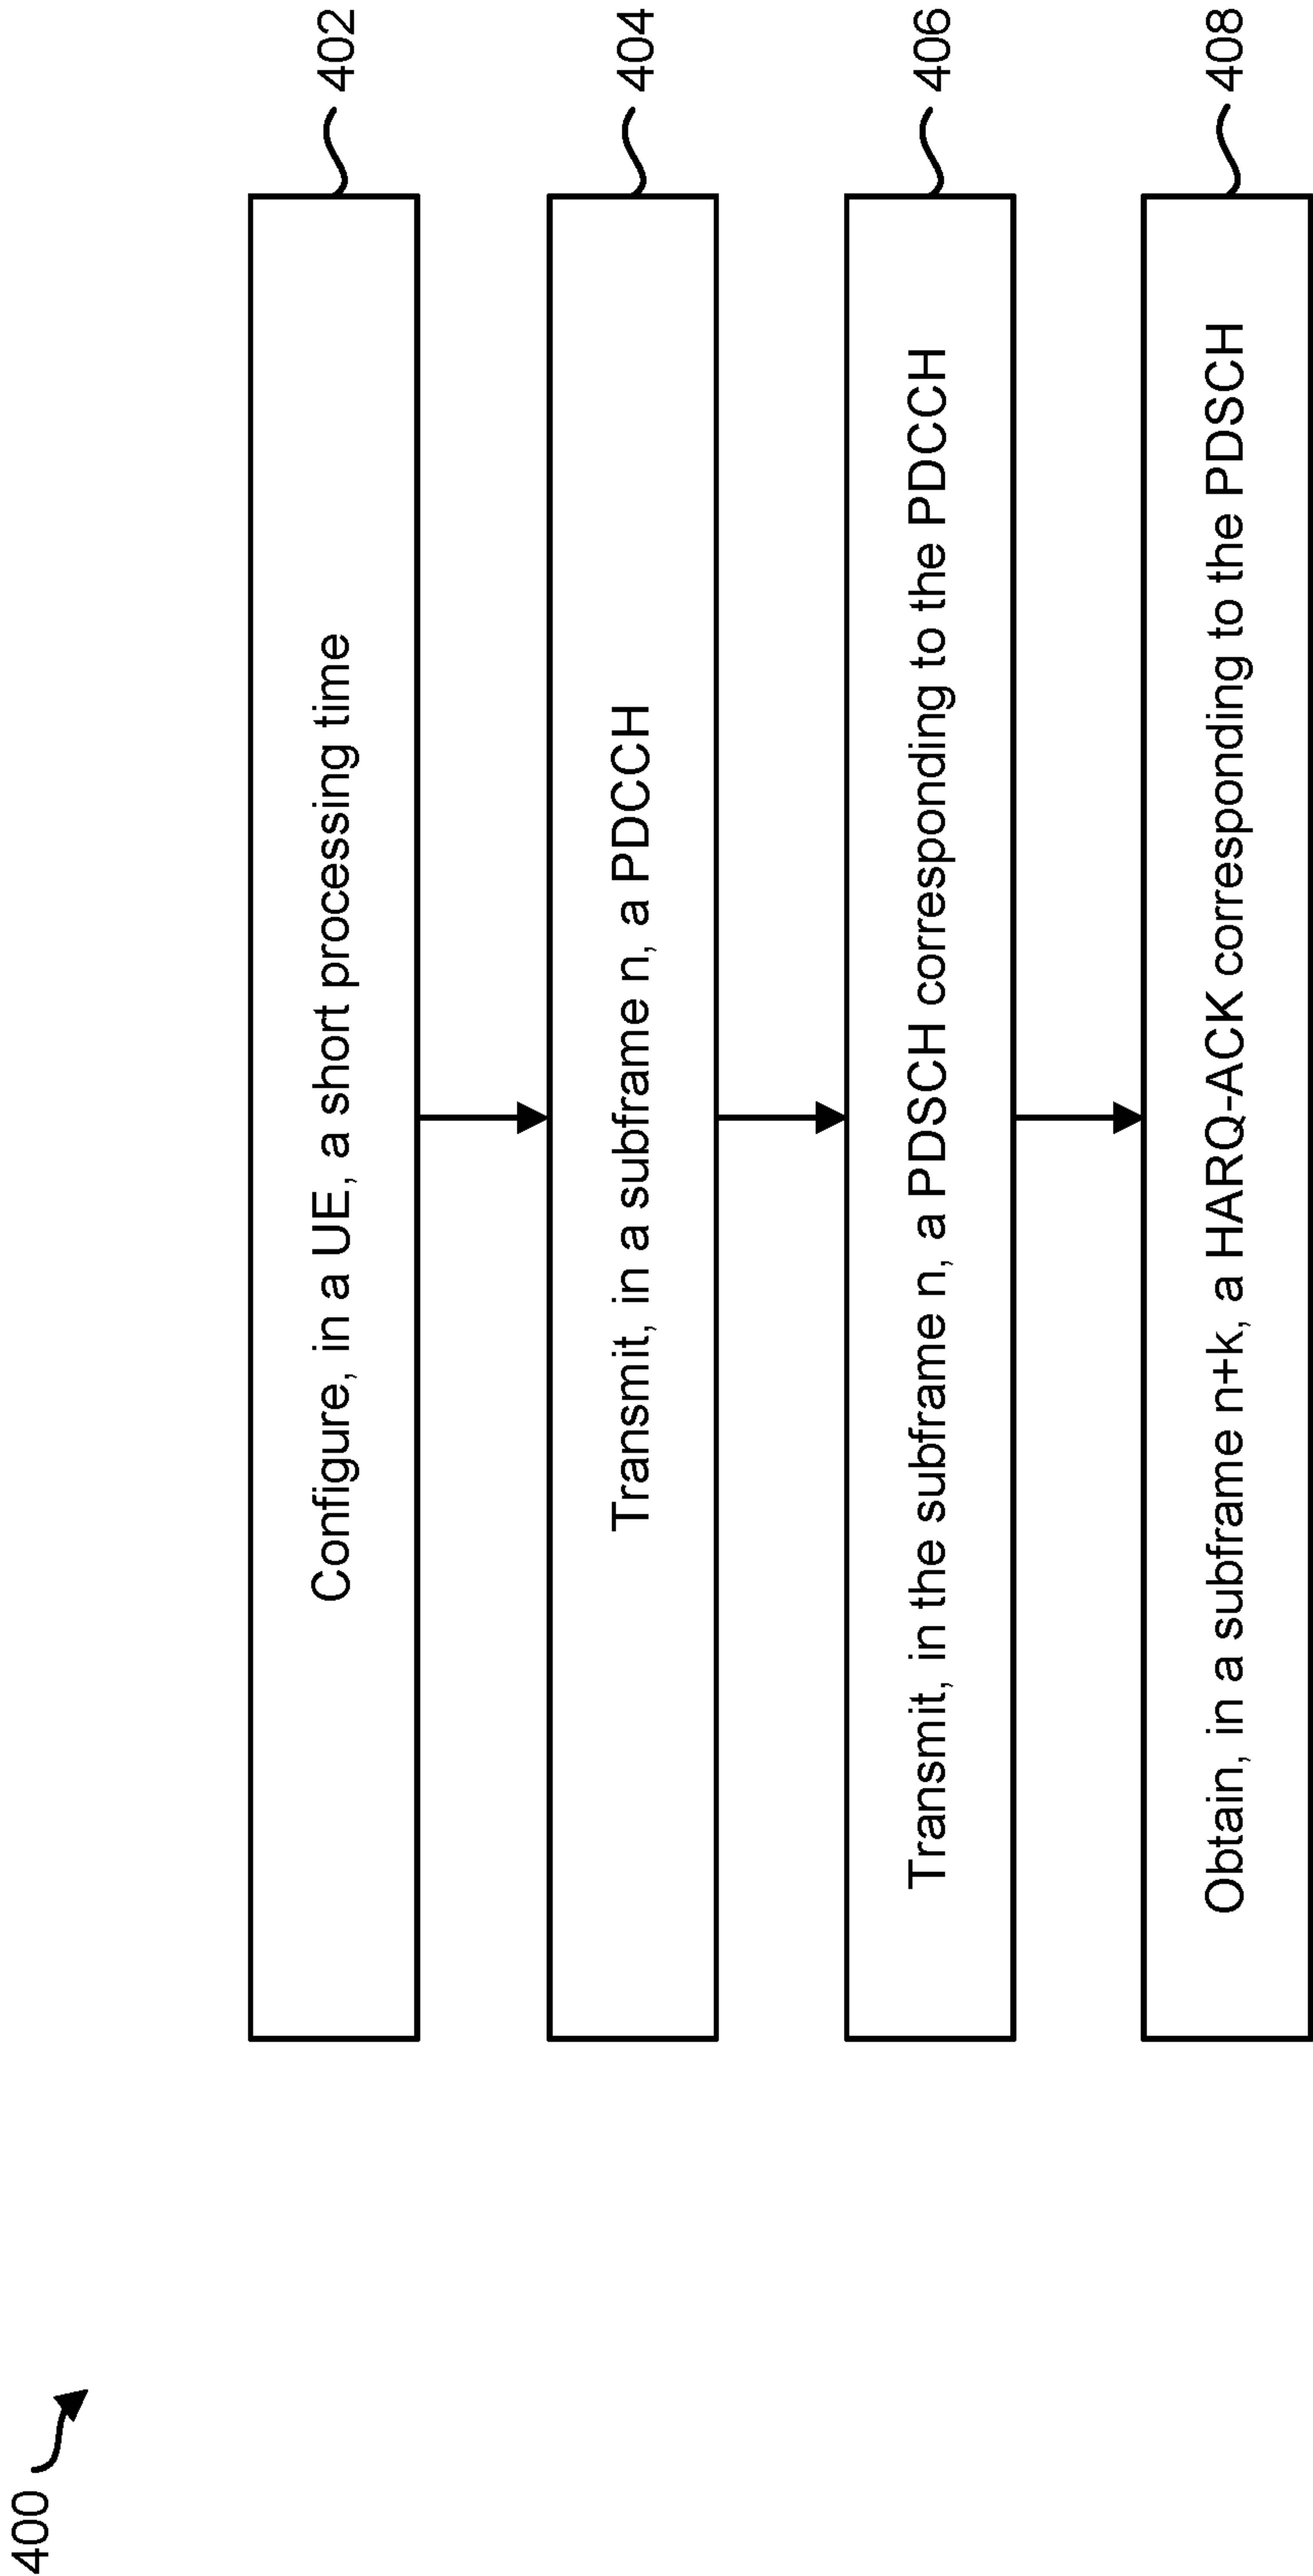 400
Configure, in a UE, a short processing time
402
Transmit, in a subframe n, a PDCCH
404
Transmit, in the subframe n, a PDSCH corresponding to the PDCCH
406
Obtain, in a subframe n+k, a HARQ-ACK corresponding to the PDSCH
408